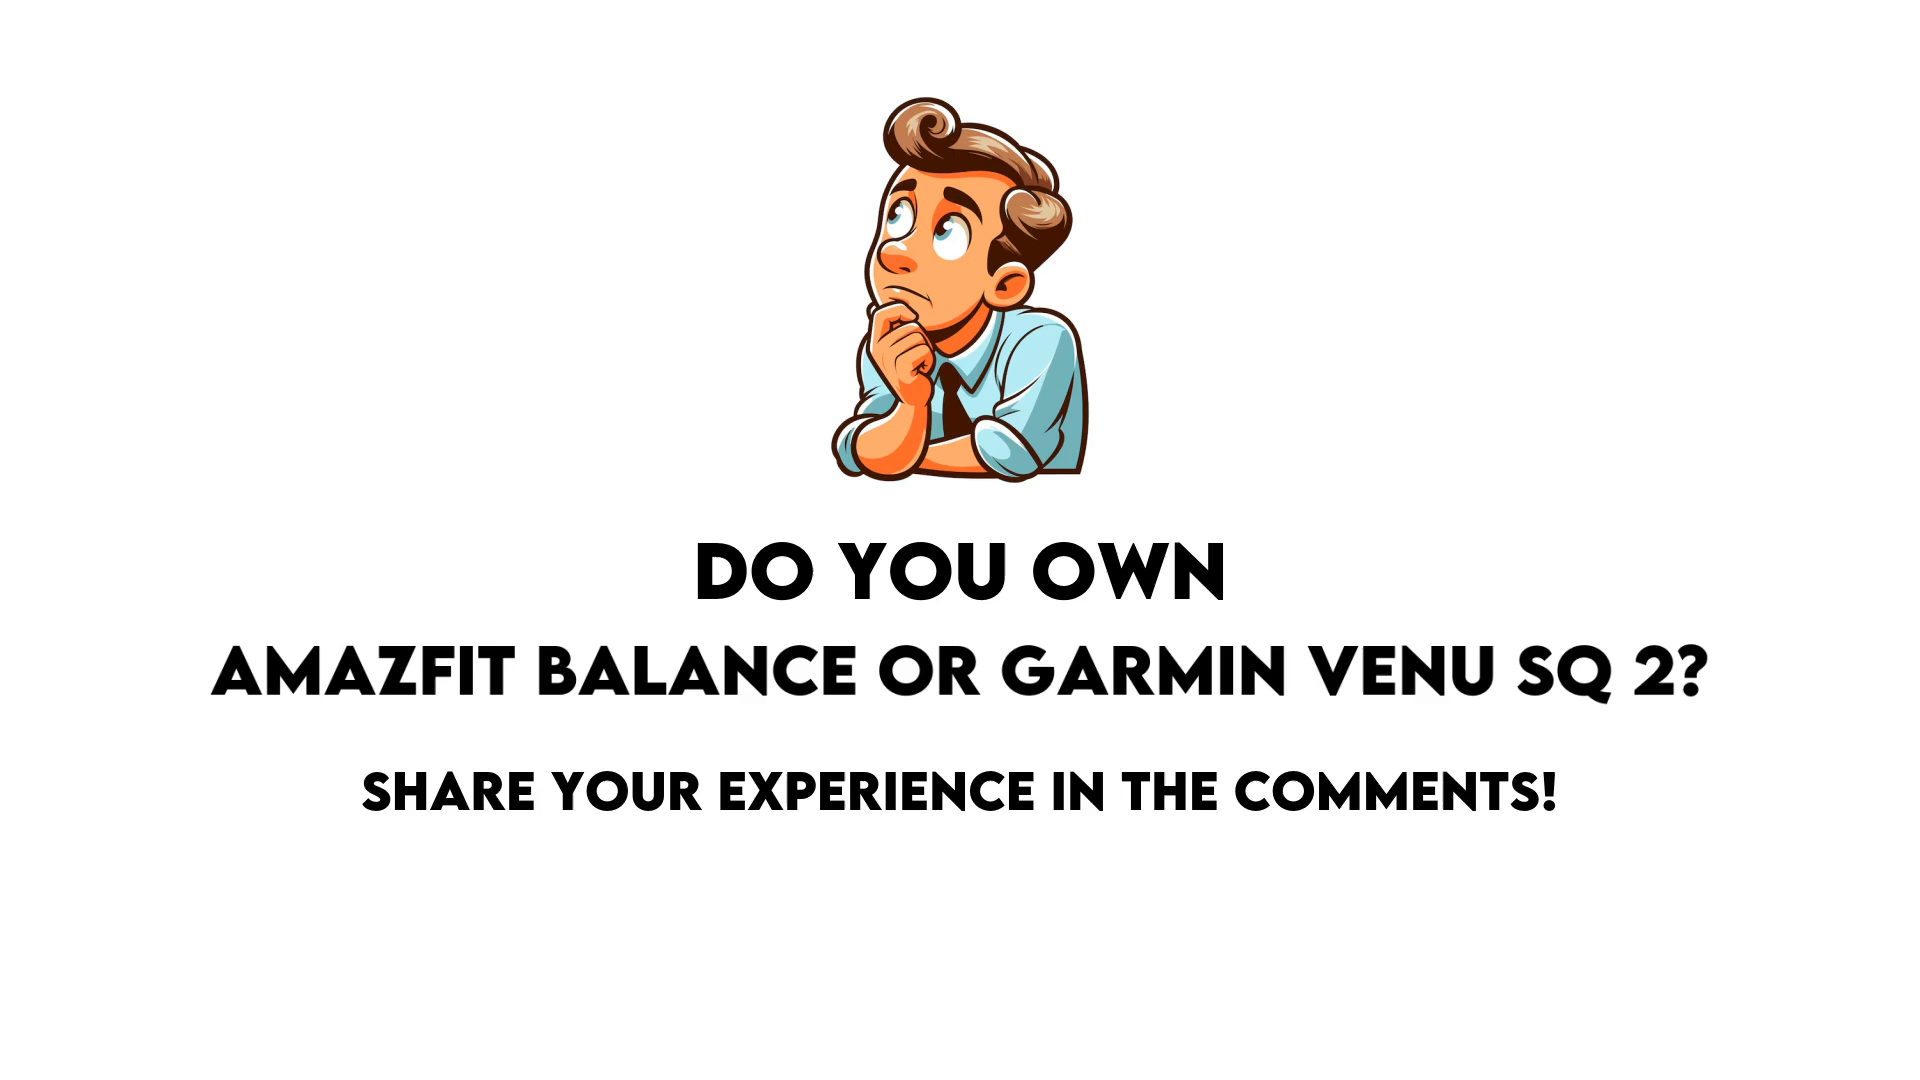 DO YOU OWN
AMAZFIT BALANCE OR GARMIN VENU SQ 2?
SHARE YOUR EXPERIENCE IN THE COMMENTS!